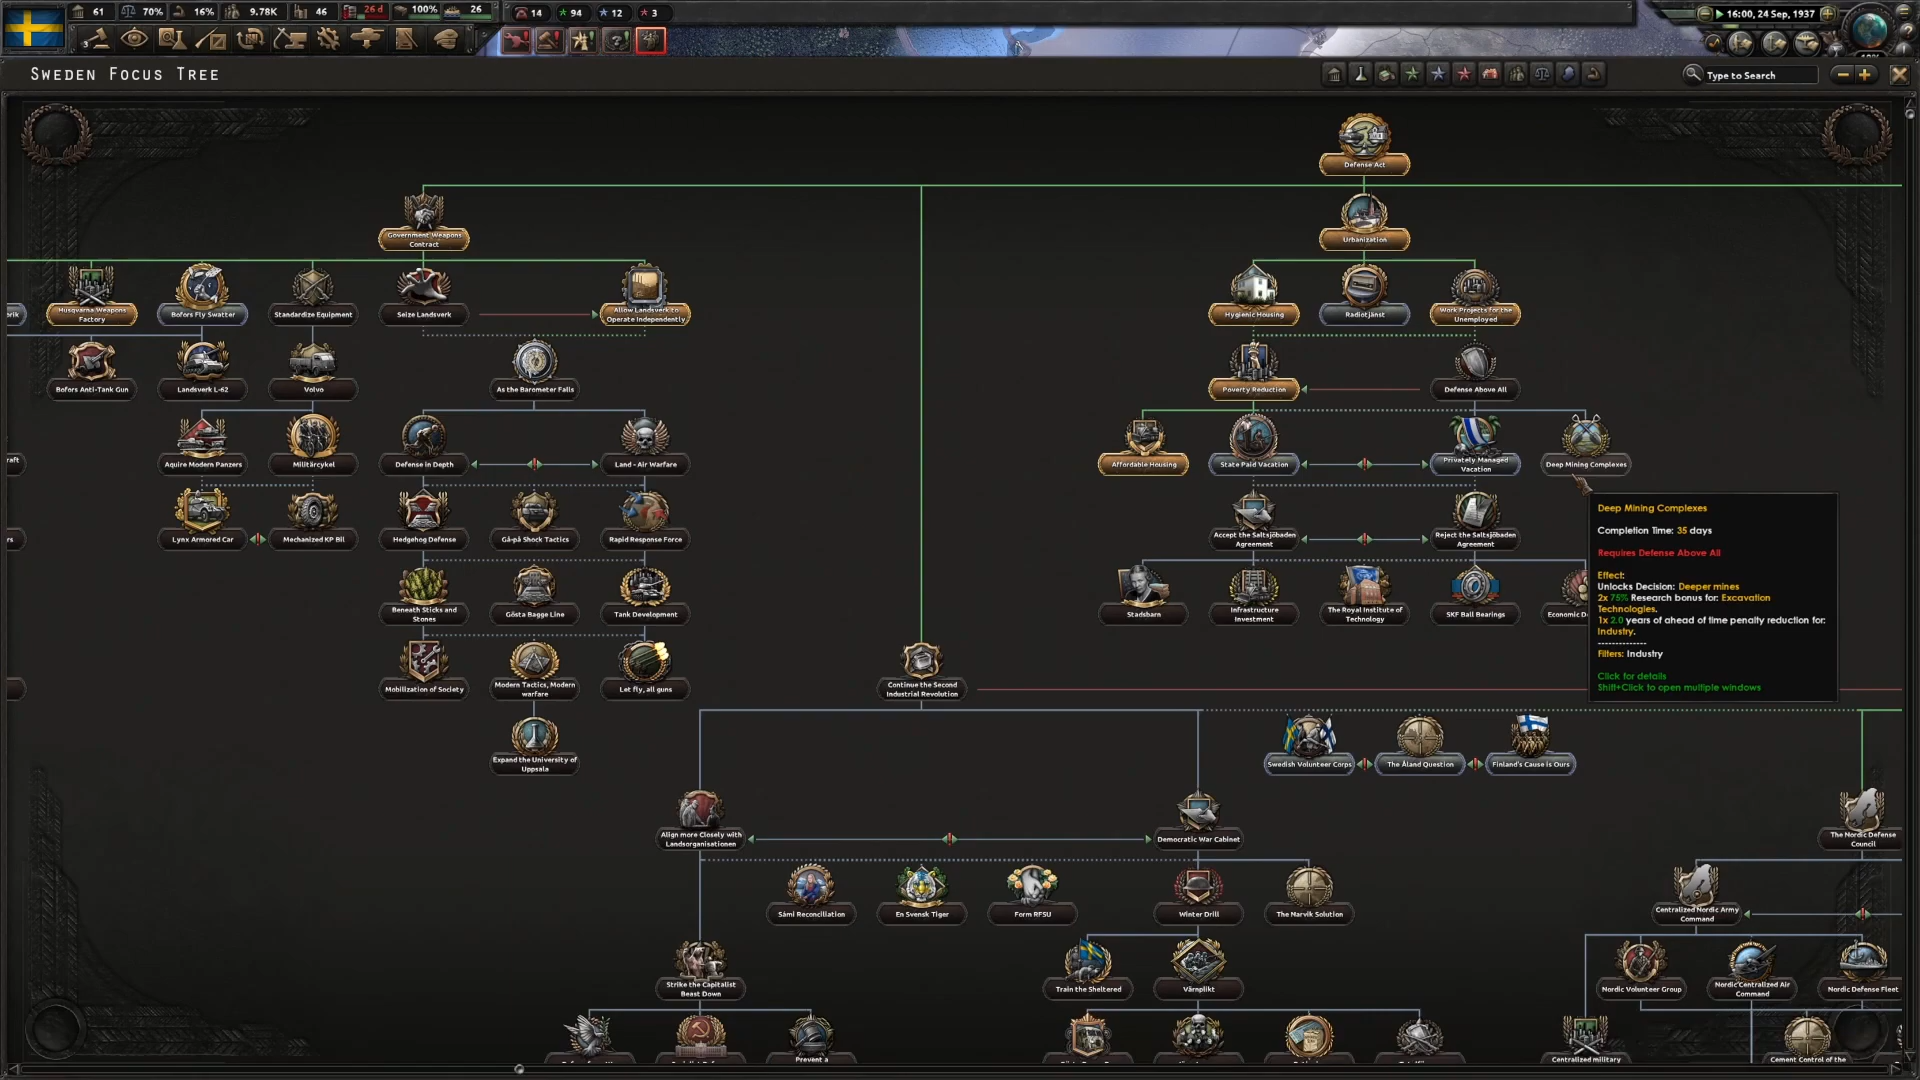 61 70% 16% 9.78K 46 26 d 100% 26 14 94 12 3
16:00, 24 Sep, 1937
SWEDEN FOCUS TREE
Type to Search
Defense Act
Government Weapons
Contract
Urbanization
Husqvarna Weapons
Factory
Bofors Fly Swatter
Standardize Equipment
Seize Landsverk
Allow Landsverk to
Operate Independently
Hygienic Housing
Radiotjänst
Work Projects for the
Unemployed
Bofors Anti-Tank Gun
Landsverk L-62
Volvo
As the Barometer Falls
Poverty Reduction
Defense Above All
Aquire Modern Panzers
Militärcykel
Defense in Depth
Land - Air Warfare
Affordable Housing
State Paid Vacation
Privately Managed
Vacation
Deep Mining Complexes
Lynx Armored Car
Mechanized KP Bil
Hedgehog Defense
Gå-på Shock Tactics
Rapid Response Force
Accept the Saltsjöbaden
Agreement
Reject the Saltsjöbaden
Agreement
Deep Mining Complexes
Completion Time: 35 days
Requires Defense Above All
Effect:
Unlocks Decision: Deeper mines
2x 75% Research bonus for: Excavation
Technologies.
1x 2.0 years of ahead of time penalty reduction for:
Industry.
--------------
Filters: Industry
Click for details
Shift+Click to open multiple windows
Beneath Sticks and
Stones
Gösta Bagge Line
Tank Development
Stadsbarn
Infrastructure
Investment
The Royal Institute of
Technology
SKF Ball Bearings
Mobilization of Society
Modern Tactics, Modern
warfare
Let fly, all guns
Continue the Second
Industrial Revolution
Expand the University of
Uppsala
Swedish Volunteer Corps
The Åland Question
Finland's Cause is Ours
Align more Closely with
Landsorganisationen
Democratic War Cabinet
The Nordic Defense
Council
Sámi Reconciliation
En Svensk Tiger
Form RFSU
Winter Drill
The Narvik Solution
Centralized Nordic Army
Command
Strike the Capitalist
Beast Down
Train the Sheltered
Värnplikt
Nordic Volunteer Group
Nordic Centralized Air
Command
Nordic Defense Fleet
Prevent a
Centralized military
Cement Control of the